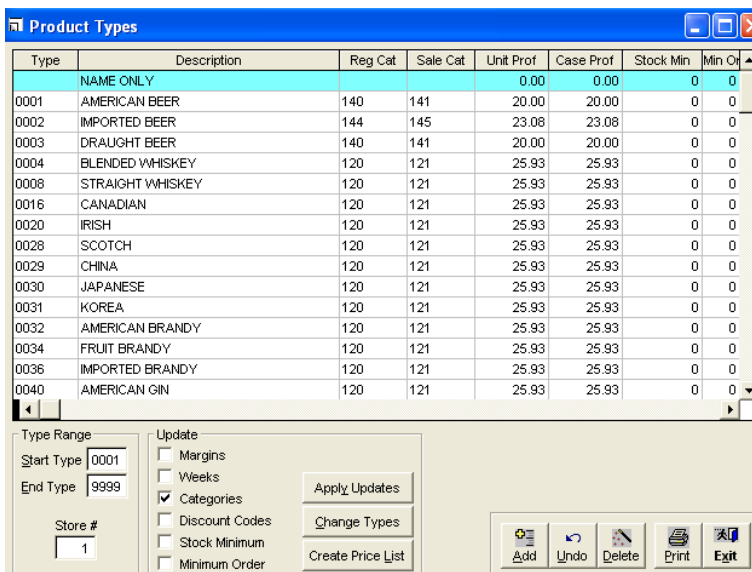 Product Types
Type Description Reg Cat Sale Cat Unit Prof Case Prof Stock Min Min Or
NAME ONLY 0.00 0.00 0 0
0001 AMERICAN BEER 140 141 20.00 20.00 0 0
0002 IMPORTED BEER 144 145 23.08 23.08 0 0
0003 DRAUGHT BEER 140 141 20.00 20.00 0 0
0004 BLENDED WHISKEY 120 121 25.93 25.93 0 0
0008 STRAIGHT WHISKEY 120 121 25.93 25.93 0 0
0016 CANADIAN 120 121 25.93 25.93 0 0
0020 IRISH 120 121 25.93 25.93 0 0
0028 SCOTCH 120 121 25.93 25.93 0 0
0029 CHINA 120 121 25.93 25.93 0 0
0030 JAPANESE 120 121 25.93 25.93 0 0
0031 KOREA 120 121 25.93 25.93 0 0
0032 AMERICAN BRANDY 120 121 25.93 25.93 0 0
0034 FRUIT BRANDY 120 121 25.93 25.93 0 0
0036 IMPORTED BRANDY 120 121 25.93 25.93 0 0
0040 AMERICAN GIN 120 121 25.93 25.93 0 0
Type Range
Start Type 0001
End Type 9999
Store #
1
Update
Margins
Weeks
Categories
Discount Codes
Stock Minimum
Minimum Order
Apply Updates
Change Types
Create Price List
Add Undo Delete Print Exit